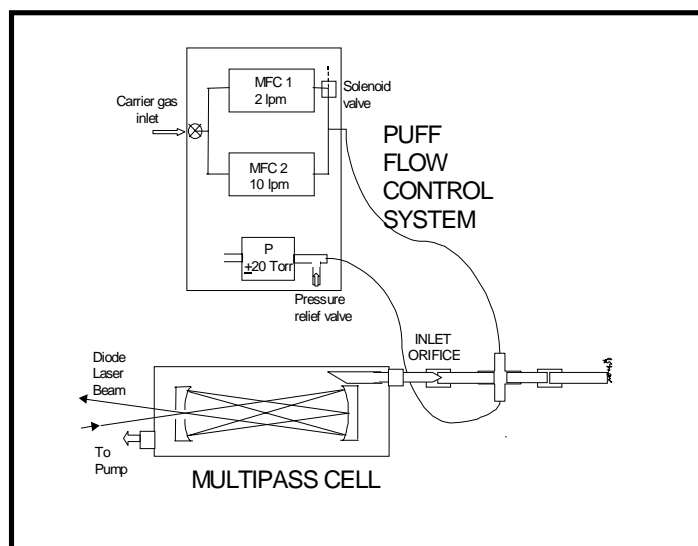 MFC 1
2 lpm
Solenoid
valve
Carrier gas
inlet
PUFF
FLOW
CONTROL
SYSTEM
MFC 2
10 lpm
P
±20 Torr
Pressure
relief valve
INLET
ORIFICE
Diode
Laser
Beam
To
Pump
MULTIPASS CELL